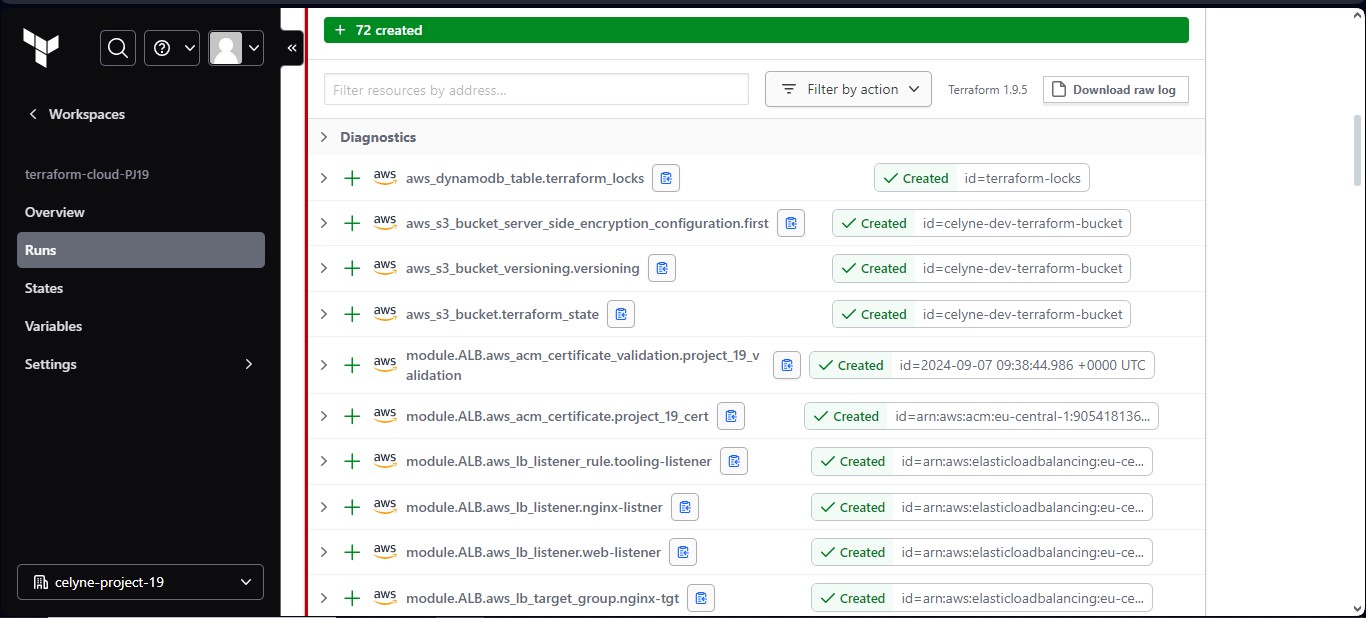 + 72 created
Filter resources by address...
Filter by action
Terraform 1.9.5
Download raw log
Workspaces
terraform-cloud-PJ19
Overview
Runs
States
Variables
Settings
celyne-project-19
Diagnostics
aws aws_dynamodb_table.terraform_locks Created id=terraform-locks
aws aws_s3_bucket_server_side_encryption_configuration.first Created id=celyne-dev-terraform-bucket
aws aws_s3_bucket_versioning.versioning Created id=celyne-dev-terraform-bucket
aws aws_s3_bucket.terraform_state Created id=celyne-dev-terraform-bucket
aws module.ALB.aws_acm_certificate_validation.project_19_v
alidation Created id=2024-09-07 09:38:44.986 +0000 UTC
aws module.ALB.aws_acm_certificate.project_19_cert Created id=arn:aws:acm:eu-central-1:905418136...
aws module.ALB.aws_lb_listener_rule.tooling-listener Created id=arn:aws:elasticloadbalancing:eu-ce...
aws module.ALB.aws_lb_listener.nginx-listner Created id=arn:aws:elasticloadbalancing:eu-ce...
aws module.ALB.aws_lb_listener.web-listener Created id=arn:aws:elasticloadbalancing:eu-ce...
aws module.ALB.aws_lb_target_group.nginx-tgt Created id=arn:aws:elasticloadbalancing:eu-ce...